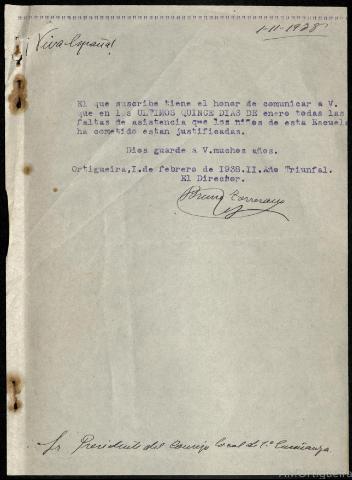 1-II-1938
¡Viva España!
El que suscribe tiene el honor de comunicar a V.
que en los ULTIMOS QUINCE DIAS DE enero todas las
faltas de asistencia que los niños de esta Escuela
ha cometido estan justificadas.
Dios guarde a V.muchos años.
Ortigueira,I.de febrero de 1938.II.Año Triunfal.
El Director.
Sr Presidente del Consejo local de 1ª Enseñanza.
AMOrtigueira